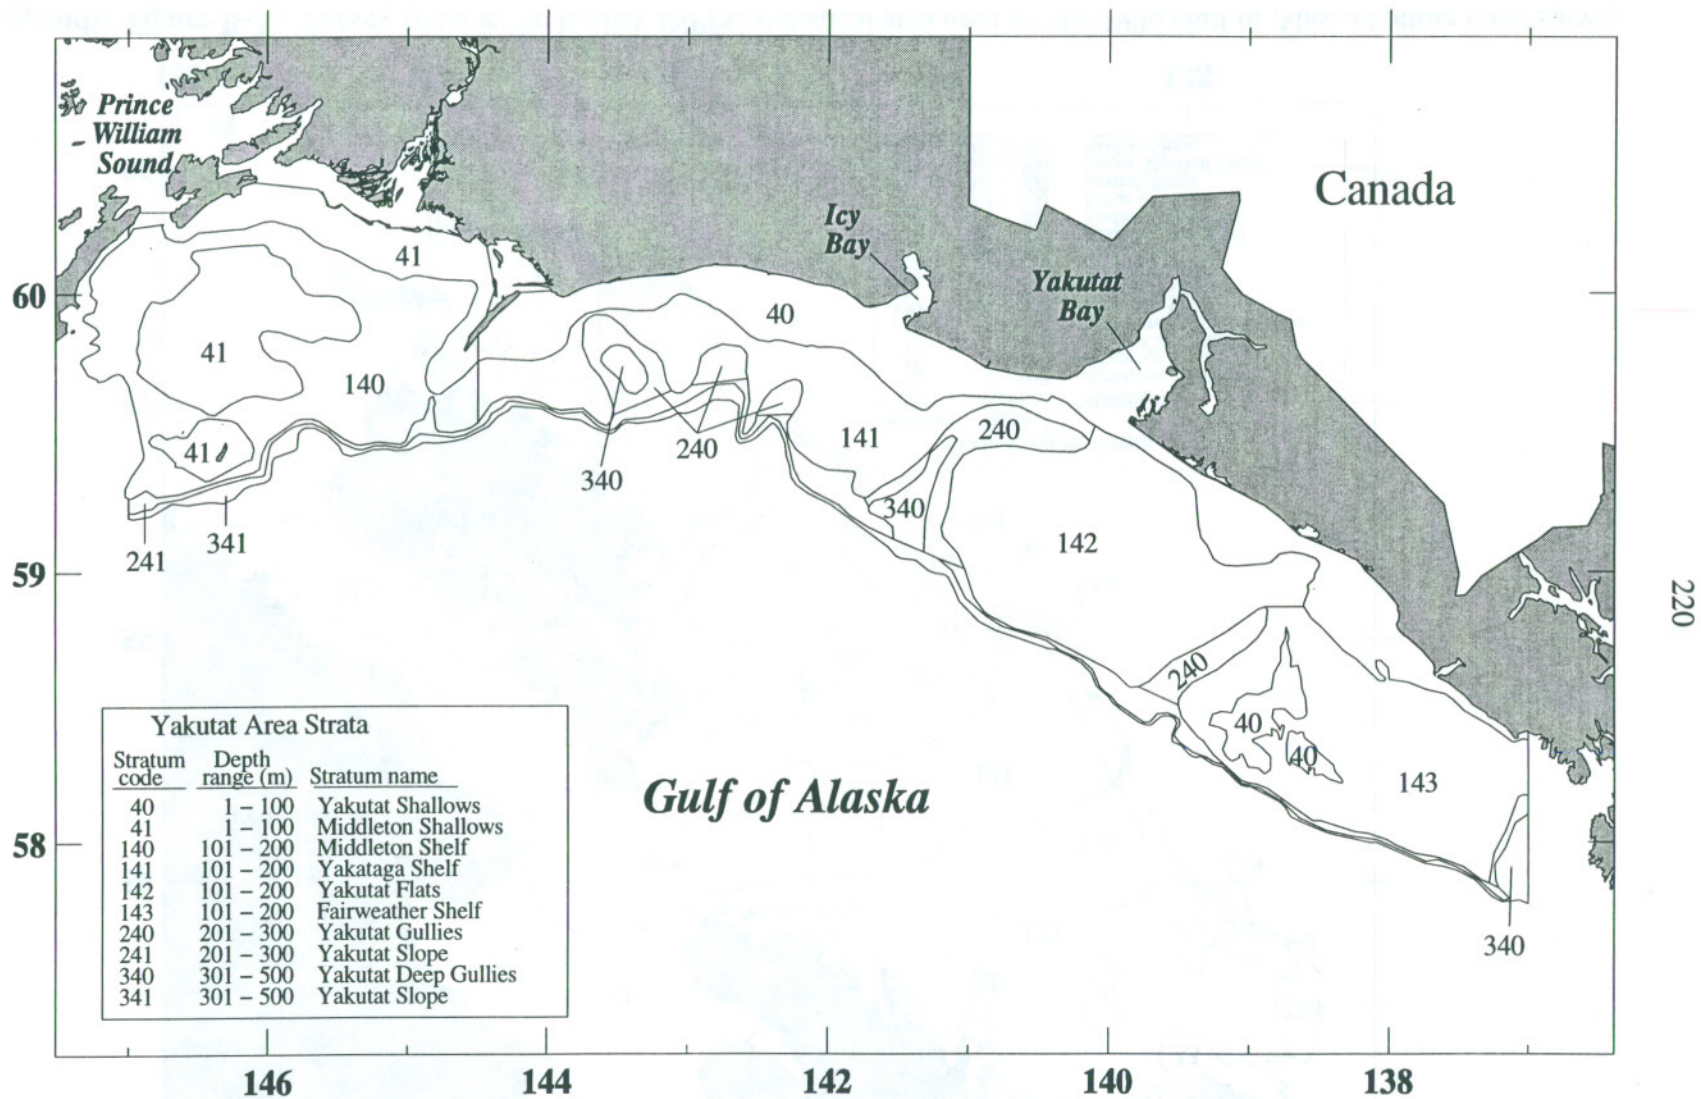 Prince
William
Sound
Canada
Icy
Bay
Yakutat
Bay
41
60
40
41
140
41
240
340
141
240
340
142
241
341
59
220
240
40
40
143
Gulf of Alaska
58
340
Yakutat Area Strata
Stratum code Depth range (m) Stratum name
40 1 – 100 Yakutat Shallows
41 1 – 100 Middleton Shallows
140 101 – 200 Middleton Shelf
141 101 – 200 Yakataga Shelf
142 101 – 200 Yakutat Flats
143 101 – 200 Fairweather Shelf
240 201 – 300 Yakutat Gullies
241 201 – 300 Yakutat Slope
340 301 – 500 Yakutat Deep Gullies
341 301 – 500 Yakutat Slope
146 144 142 140 138